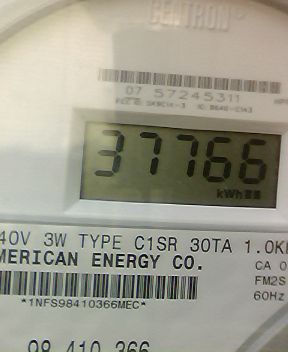 CENTRON
07 57245311
37766
kWh
40V 3W TYPE C1SR 30TA 1.0K
MERICAN ENERGY CO.
CA 0
FM2S
60Hz
*1NFS98410366MEC*
98 410 366